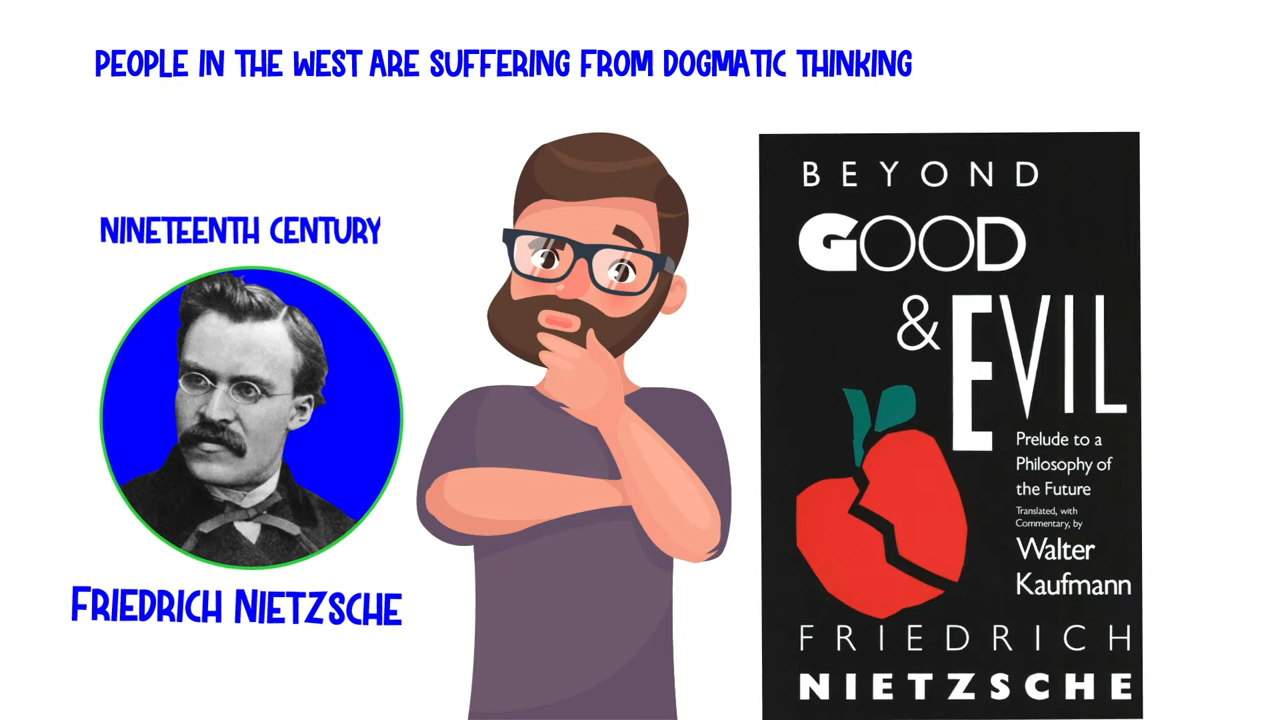 PEOPLE IN THE WEST ARE SUFFERING FROM DOGMATIC THINKING
NINETEENTH CENTURY
FRIEDRICH NIETZSCHE
BEYOND
GOOD
& EVIL
Prelude to a
Philosophy of
the Future
Translated, with
Commentary, by
Walter
Kaufmann
FRIEDRICH
NIETZSCHE